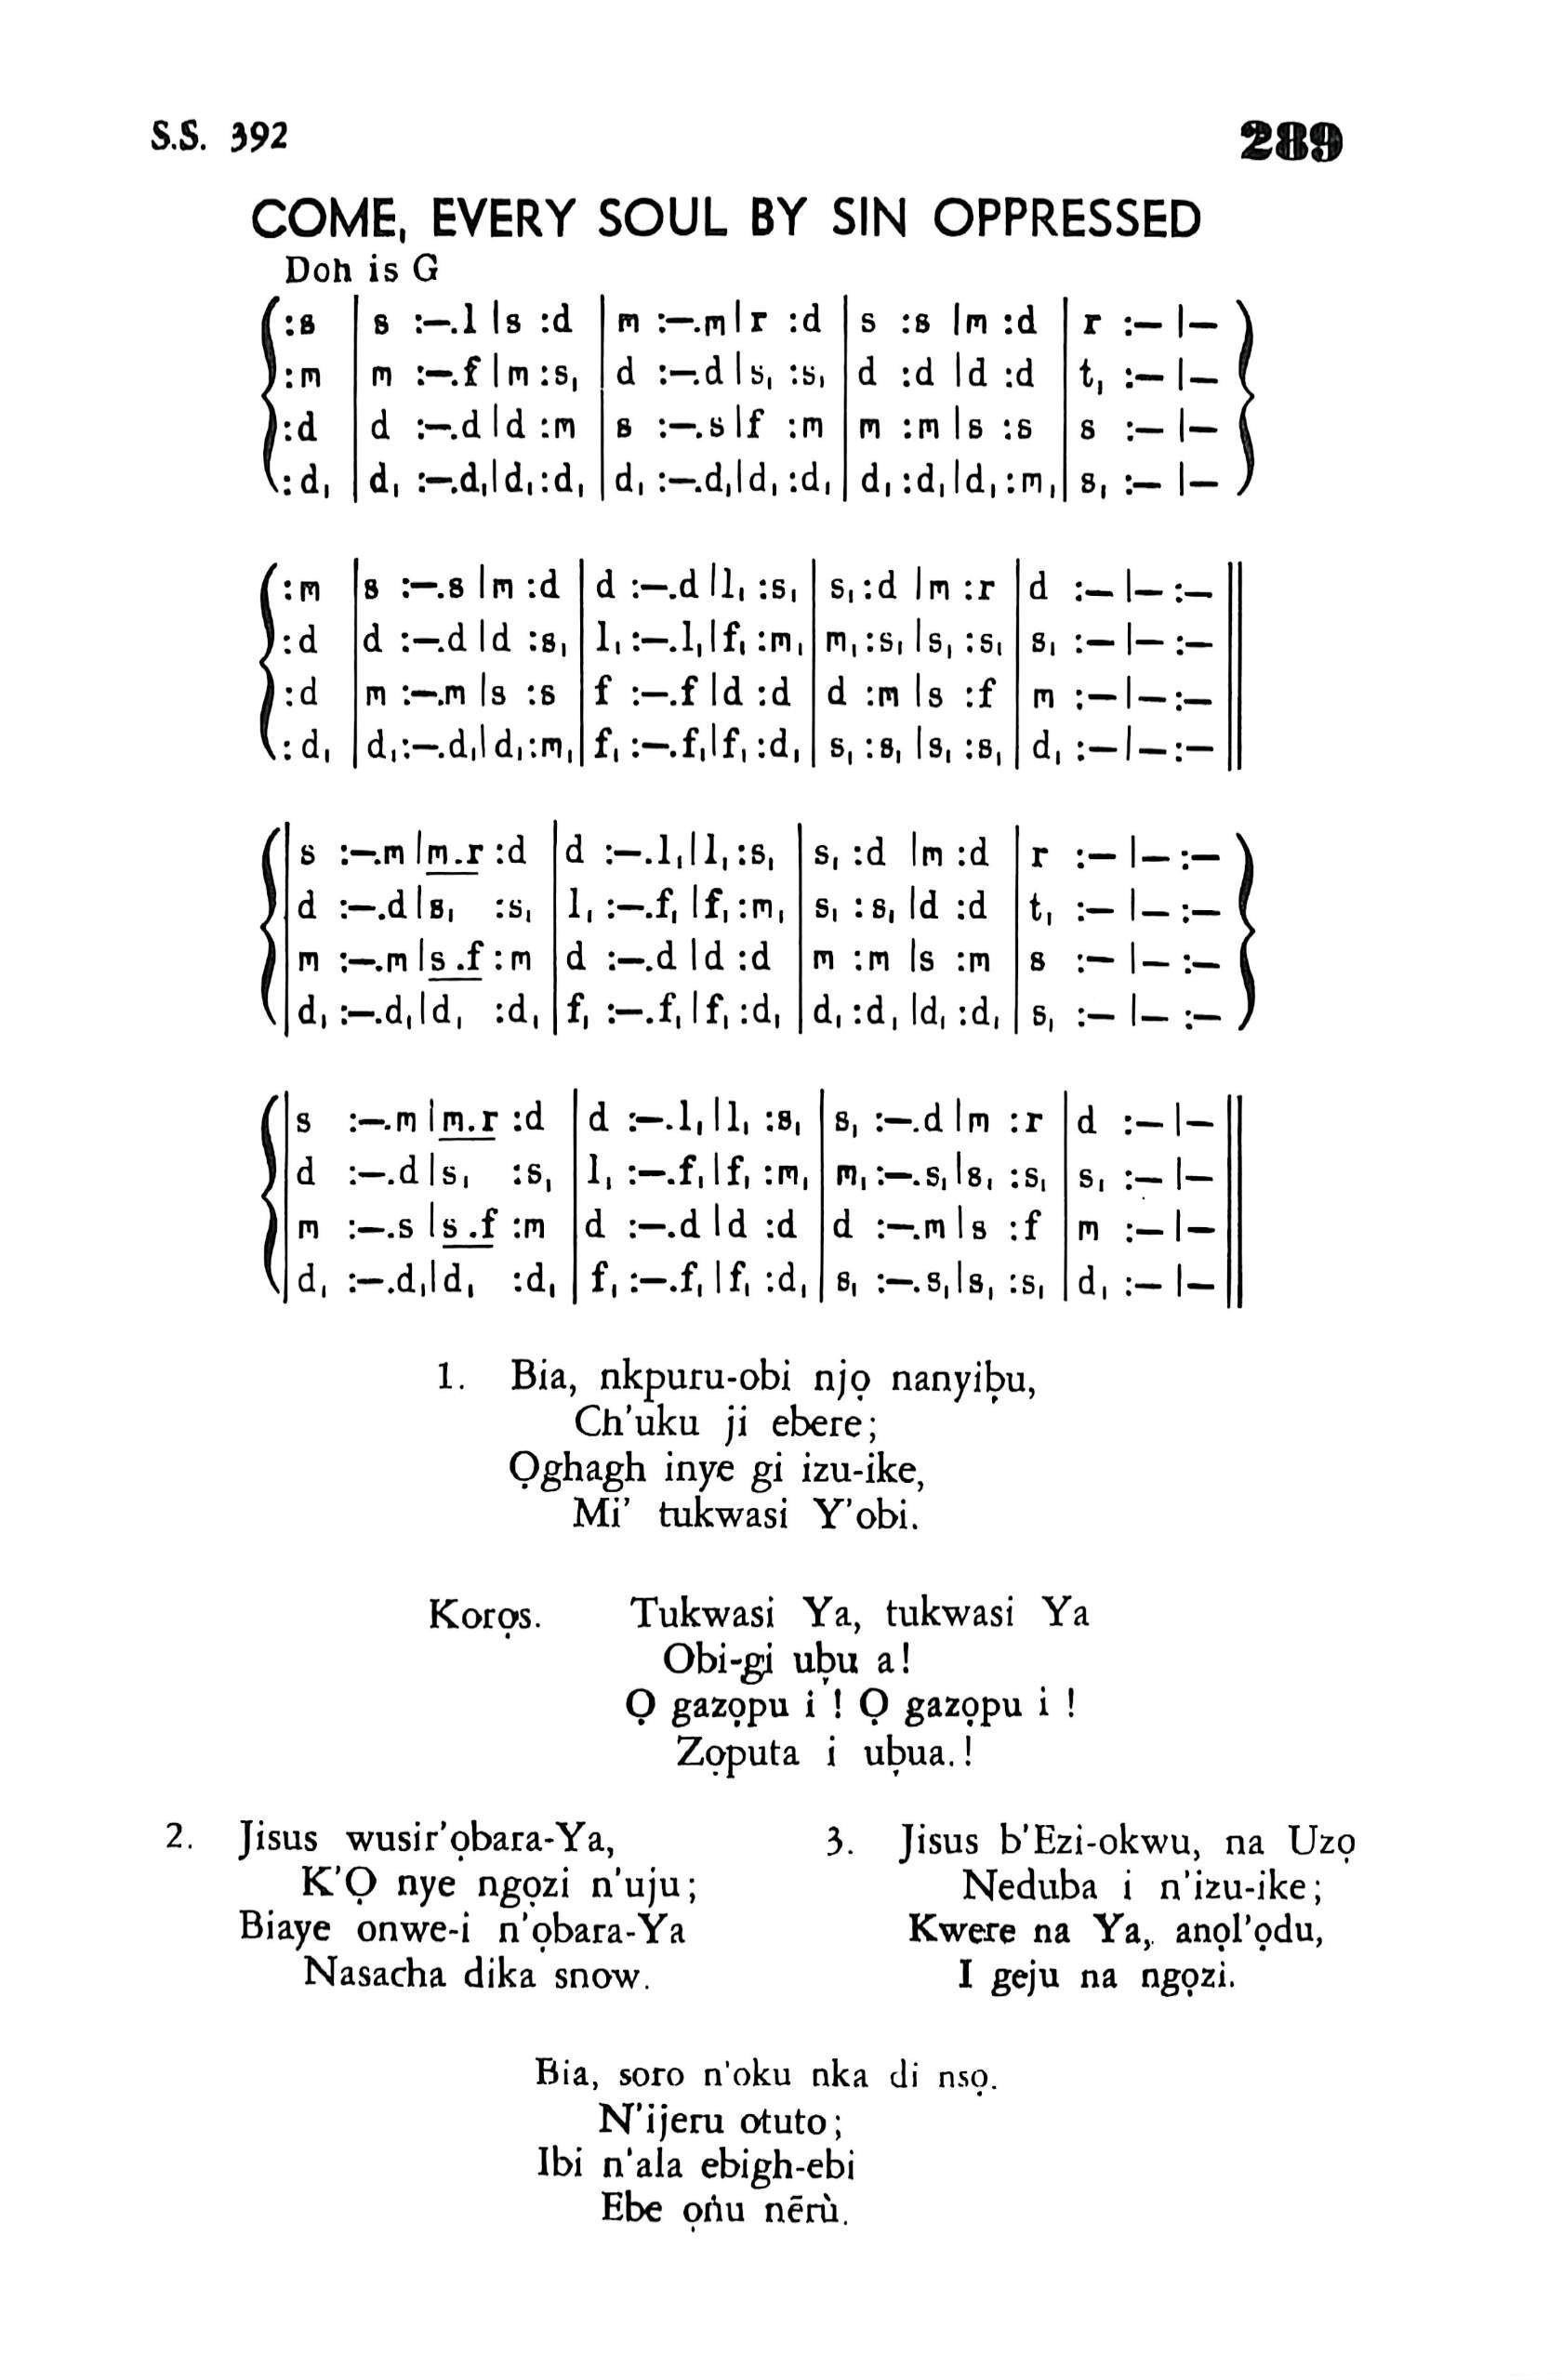 S.S. 392
289
COME, EVERY SOUL BY SIN OPPRESSED
Doh is G
:s | s :—.l |s :d | m :—.m|r :d | s :s |m :d | r :— |—
:m | m :—.f |m :s, | d :—.d |s, :s, | d :d |d :d | t, :— |—
:d | d :—.d |d :m | s :—.s |f :m | m :m |s :s | s :— |—
:d, | d, :—.d,|d, :d, | d, :—.d,|d, :d, | d, :d, |d, :m, | s, :— |—
:m | s :—.s |m :d | d :—.d |l, :s, | s, :d |m :r | d :— |— :— ||
:d | d :—.d |d :s, | l, :—.l,|f, :m, | m, :s, |s, :s, | s, :— |— :— ||
:d | m :—.m |s :s | f :—.f |d :d | d :m |s :f | m :— |— :— ||
:d, | d, :—.d,|d, :m, | f, :—.f,|f, :d, | s, :s, |s, :s, | d, :— |— :— ||
| s :—.m |m.r :d | d :—.l,|l, :s, | s, :d |m :d | r :— |— :—
| d :—.d |s, :s, | l, :—.f, |f, :m, | s, :s, |d :d | t, :— |— :—
| m :—.m |s .f :m | d :—.d |d :d | m :m |s :m | s :— |— :—
| d, :—.d,|d, :d, | f, :—.f,|f, :d, | d, :d, |d, :d, | s, :— |— :—
| s :—.m |m.r :d | d :—.l,|l, :s, | s, :—.d |m :r | d :— |— ||
| d :—.d |s, :s, | l, :—.f,|f, :m, | m, :—.s,|s, :s, | s, :— |— ||
| m :—.s |s .f :m | d :—.d |d :d | d :—.m |s :f | m :— |— ||
| d, :—.d,|d, :d, | f, :—.f, |f, :d, | s, :—.s,|s, :s, | d, :— |— ||
1. Bia, nkpuru-obi njọ nanyiḅu,
Ch'uku ji ebere;
Ọghagh inye gi izu-ike,
Mi' tukwasi Y'obi.
Korọs. Tukwasi Ya, tukwasi Ya
Obi-gi uḅu a!
Ọ gazọpu i ! Ọ gazọpu i !
Zọputa i uḅua.!
2. Jisus wusir'ọbara-Ya,
K'Ọ nye ngọzi n'uju;
Biaye onwe-i n'ọbara-Ya
Nasacha dika snow.
3. Jisus b'Ezi-okwu, na Uzọ
Neduba i n'izu-ike;
Kwere na Ya, anọl'ọdu,
I geju na ngọzi.
Bia, soro n'oku nka di nsọ.
N'ijeru otuto;
Ibi n'ala ebigh-ebi
Ebe ọṅu nērù.